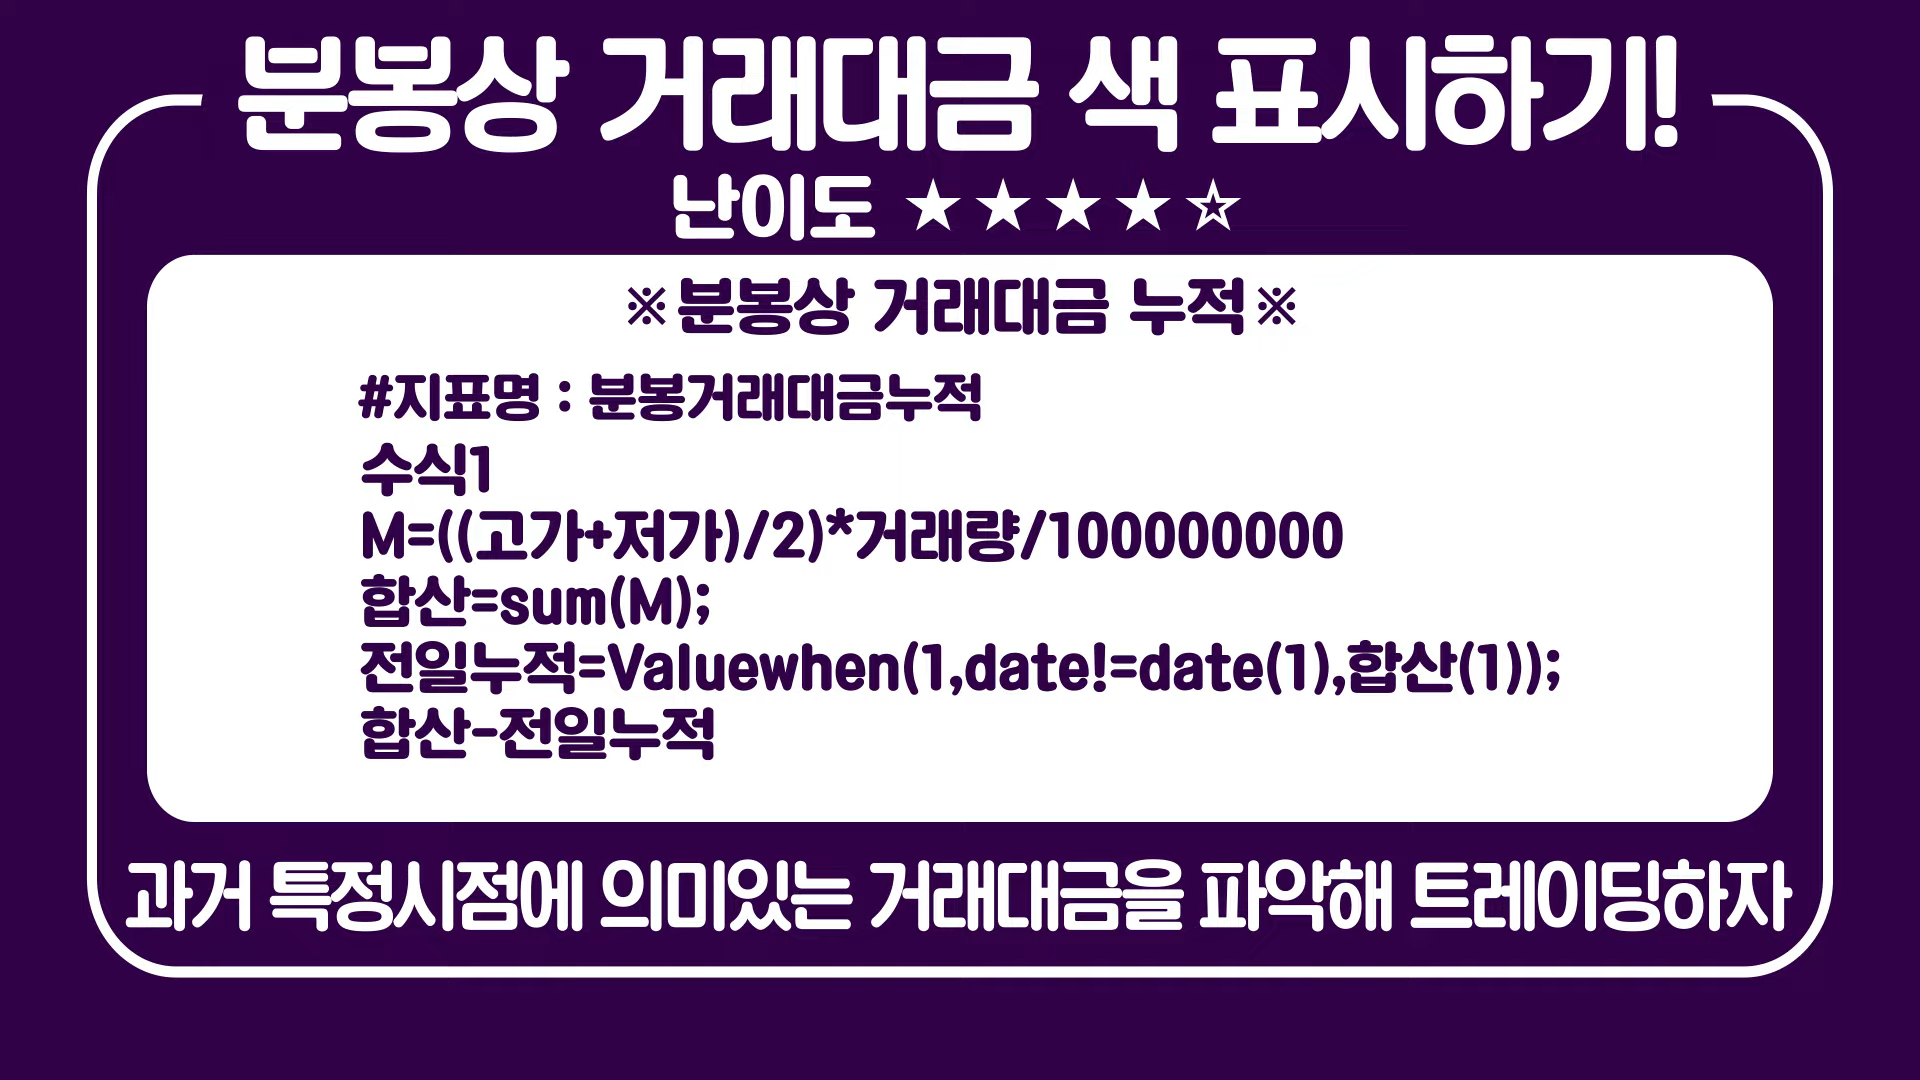 분봉상 거래대금 색 표시하기!
난이도 ★★★★☆
※분봉상 거래대금 누적※
#지표명 : 분봉거래대금누적
수식1
M=((고가+저가)/2)*거래량/100000000
합산=sum(M);
전일누적=Valuewhen(1,date!=date(1),합산(1));
합산-전일누적
과거 특정시점에 의미있는 거래대금을 파악해 트레이딩하자